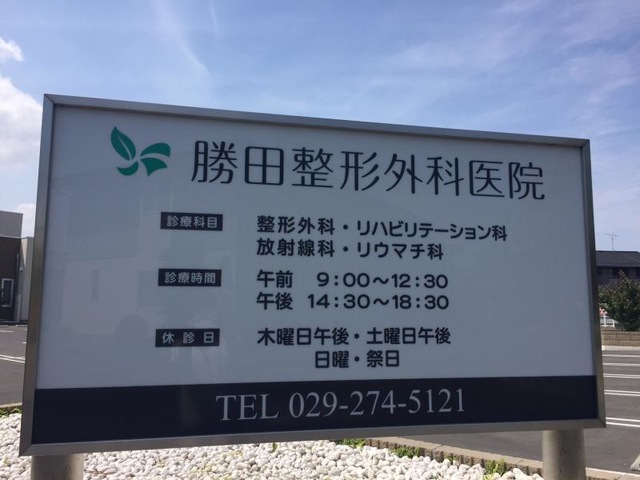 勝田整形外科医院
診療科目 整形外科・リハビリテーション科
放射線科・リウマチ科
診療時間 午前 9:00〜12:30
午後 14:30〜18:30
休診日 木曜日午後・土曜日午後
日曜・祭日
TEL 029-274-5121